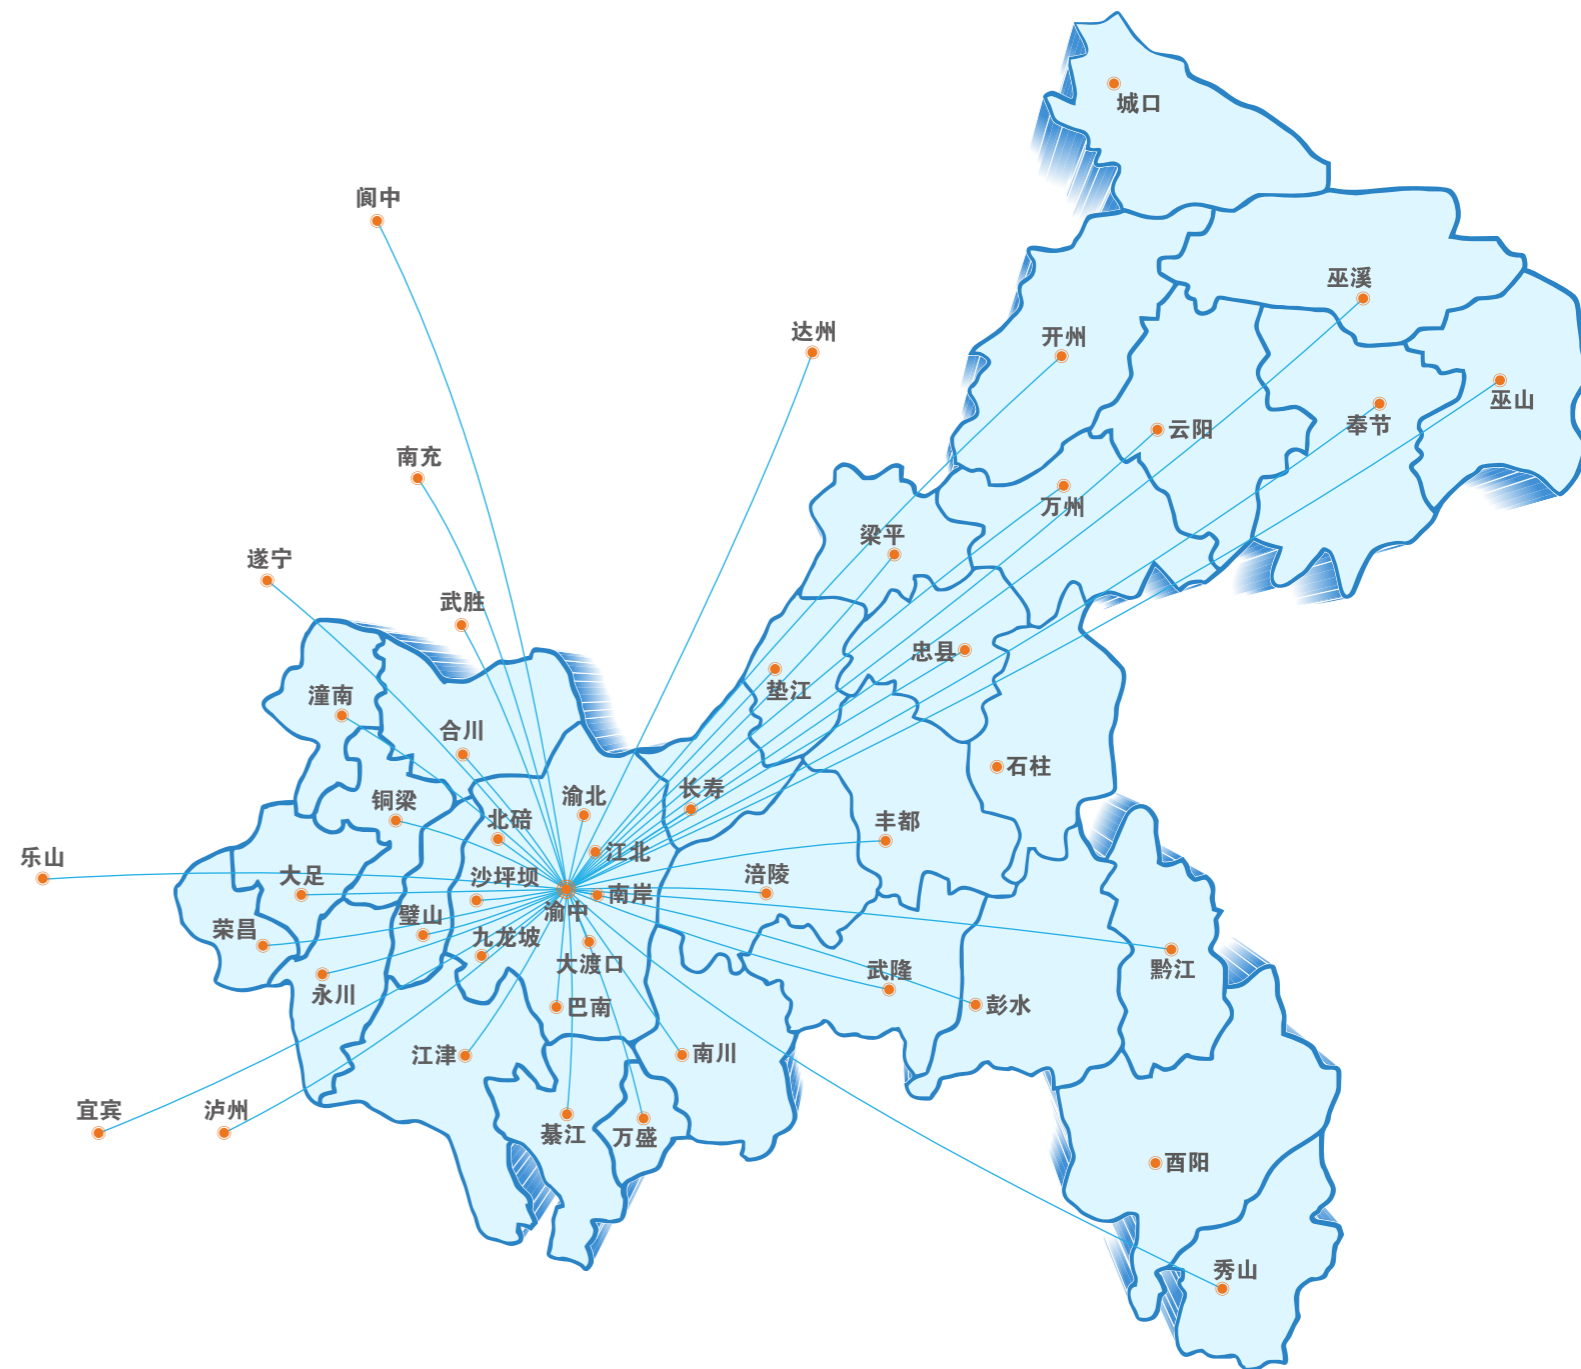 城口
阆中
巫溪
达州
开州
巫山
奉节
云阳
南充
万州
梁平
遂宁
武胜
忠县
垫江
潼南
合川
石柱
长寿
渝北
铜梁
北碚
丰都
江北
乐山
大足
沙坪坝
涪陵
南岸
渝中
璧山
荣昌
九龙坡
大渡口
武隆
黔江
永川
巴南
彭水
江津
南川
宜宾
泸州
綦江
万盛
酉阳
秀山